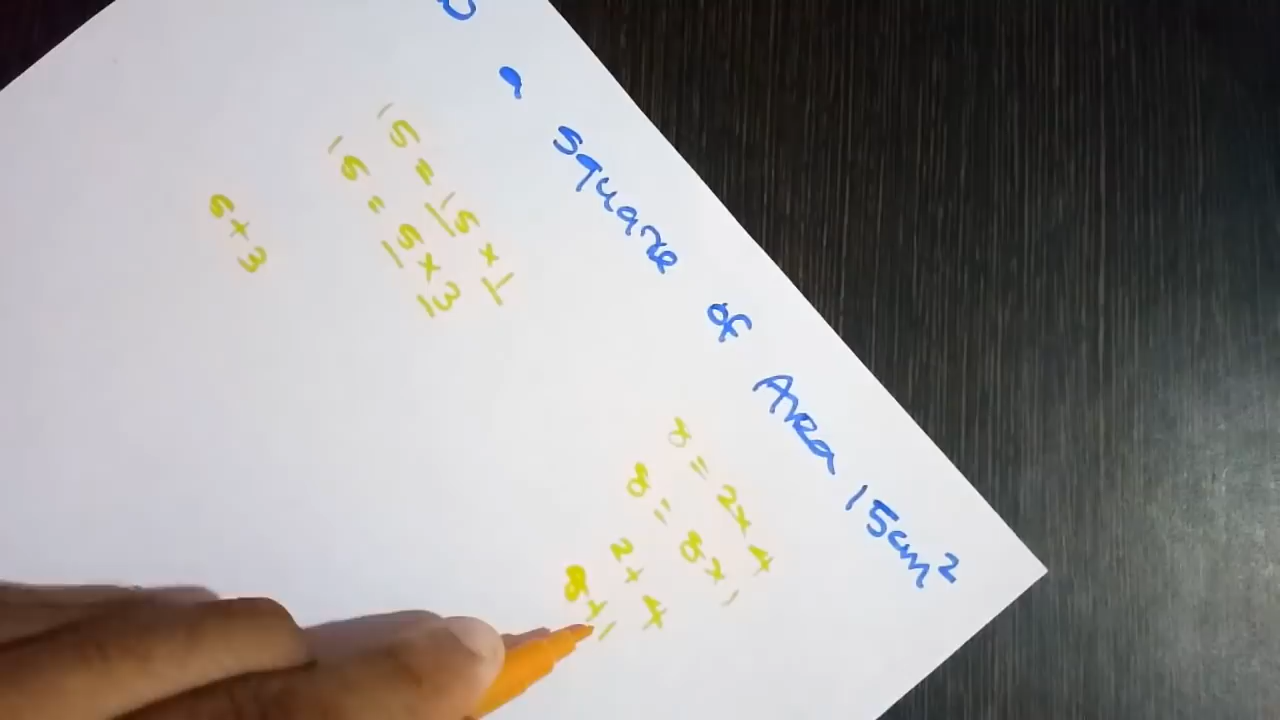 a square of Area 15cm²
15 = 15 × 1
15 = 5 × 3
5+3
8 = 2×4
8 = 8×1
2+4
8+1